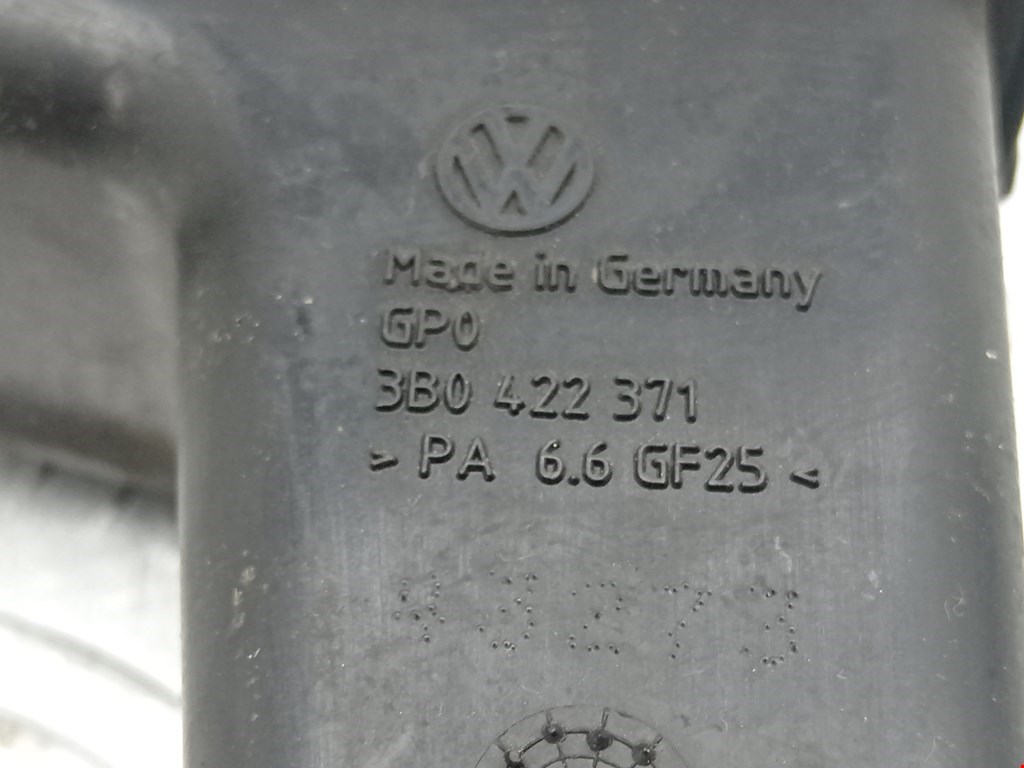 Made in Germany
GP0
3B0 422 371
> PA 6.6 GF25 <